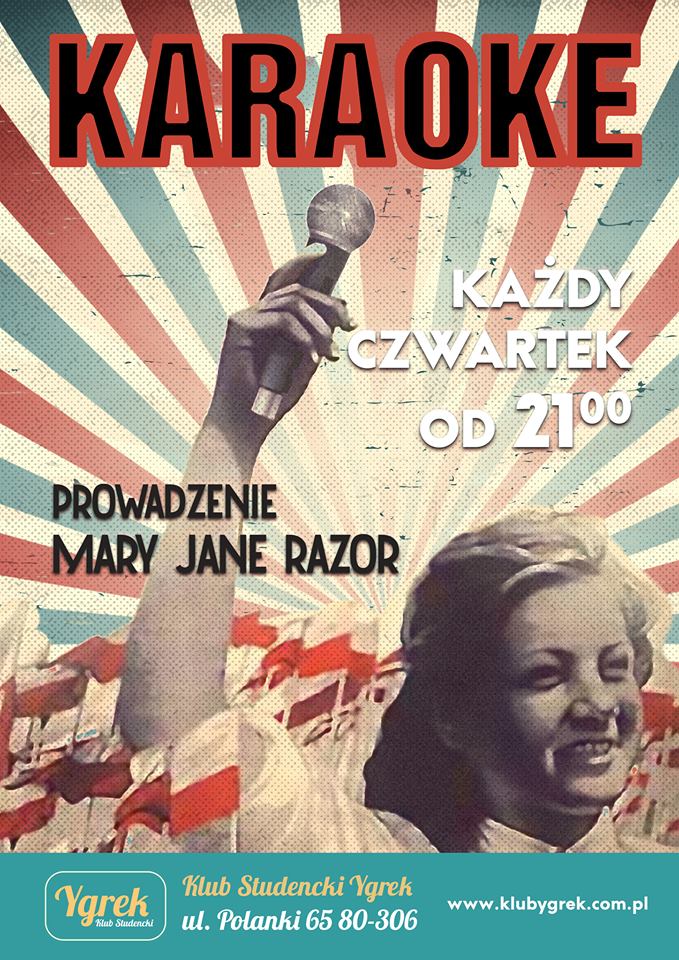 KARAOKE
KAŻDY
CZWARTEK
OD 21⁰⁰
PROWADZENIE
MARY JANE RAZOR
Ygrek
Klub Studencki
Klub Studencki Ygrek
ul. Polanki 65 80-306
www.klubygrek.com.pl